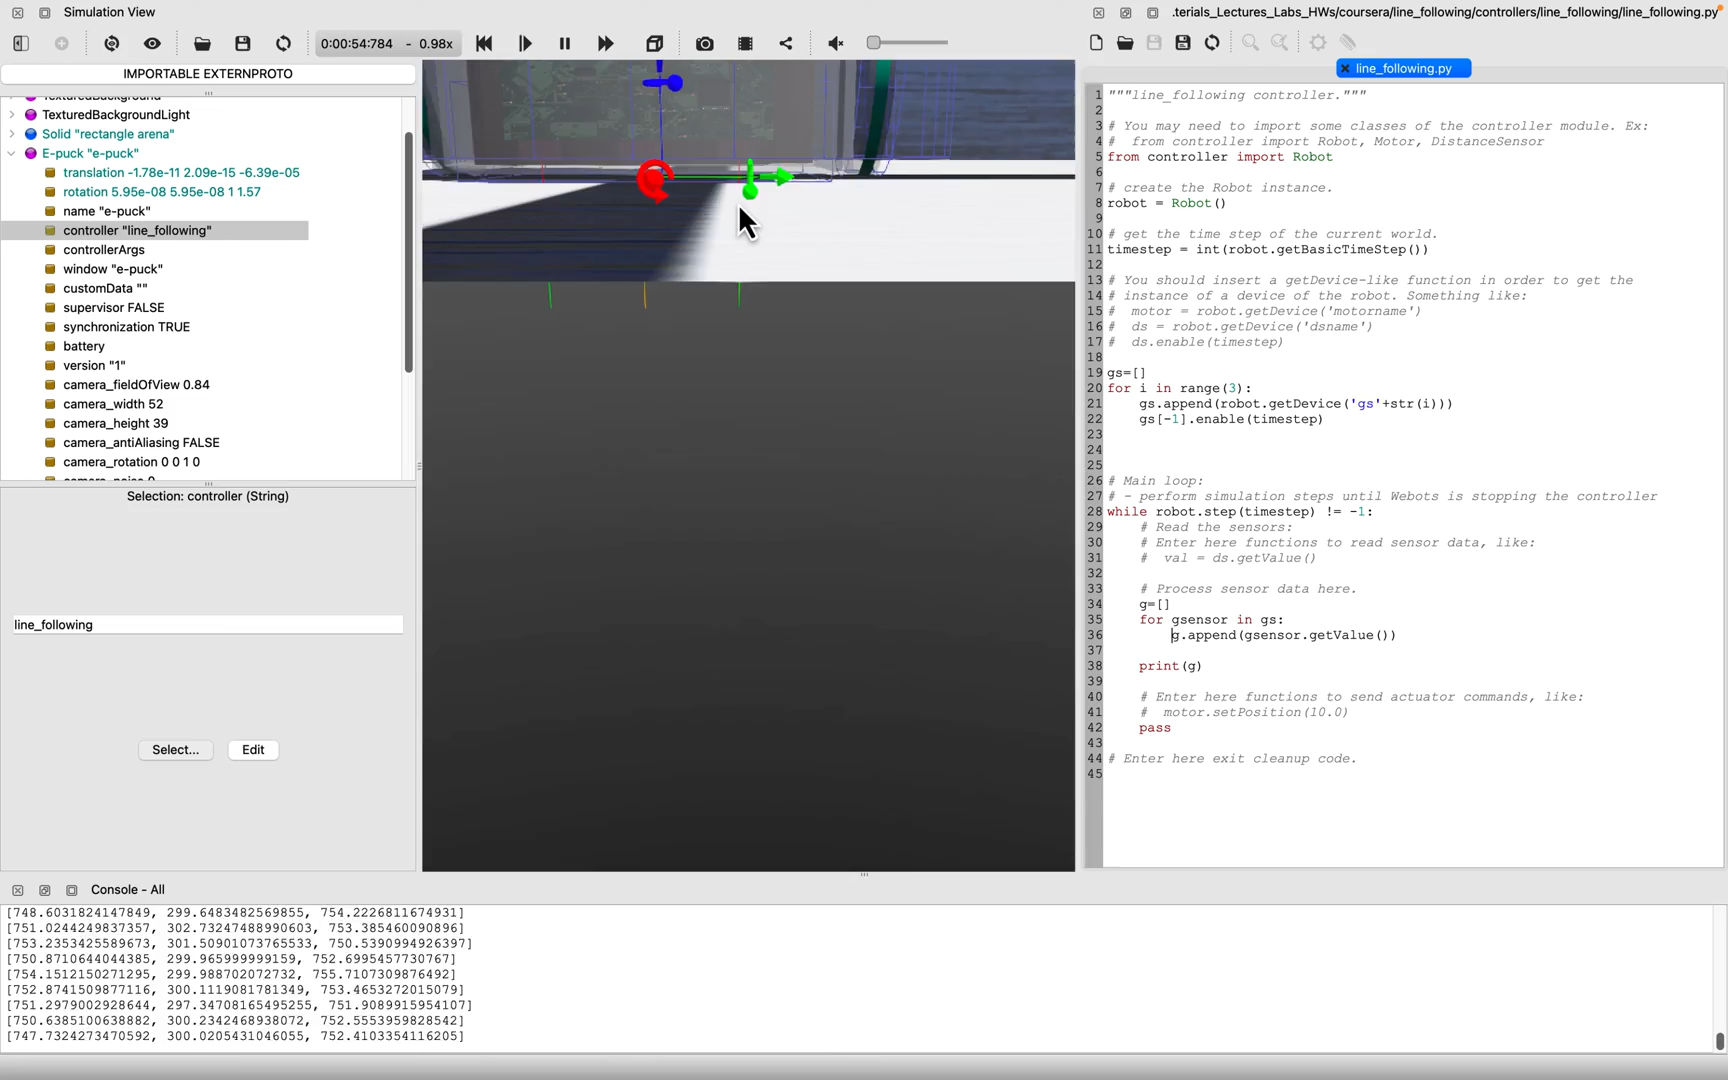 Simulation View
.terials_Lectures_Labs_HWs/coursera/line_following/controllers/line_following/line_following.py
0:00:54:784 - 0.98x
IMPORTABLE EXTERNPROTO
line_following.py
TexturedBackground
TexturedBackgroundLight
Solid "rectangle arena"
E-puck "e-puck"
translation -1.78e-11 2.09e-15 -6.39e-05
rotation 5.95e-08 5.95e-08 1 1.57
name "e-puck"
controller "line_following"
controllerArgs
window "e-puck"
customData ""
supervisor FALSE
synchronization TRUE
battery
version "1"
camera_fieldOfView 0.84
camera_width 52
camera_height 39
camera_antiAliasing FALSE
camera_rotation 0 0 1 0
camera_noise 0
Selection: controller (String)
line_following
Select...
Edit
1 """line_following controller."""
2
3 # You may need to import some classes of the controller module. Ex:
4 #  from controller import Robot, Motor, DistanceSensor
5 from controller import Robot
6
7 # create the Robot instance.
8 robot = Robot()
9
10 # get the time step of the current world.
11 timestep = int(robot.getBasicTimeStep())
12
13 # You should insert a getDevice-like function in order to get the
14 # instance of a device of the robot. Something like:
15 #  motor = robot.getDevice('motorname')
16 #  ds = robot.getDevice('dsname')
17 #  ds.enable(timestep)
18
19 gs=[]
20 for i in range(3):
21     gs.append(robot.getDevice('gs'+str(i)))
22     gs[-1].enable(timestep)
23
24
25
26 # Main loop:
27 # - perform simulation steps until Webots is stopping the controller
28 while robot.step(timestep) != -1:
29     # Read the sensors:
30     # Enter here functions to read sensor data, like:
31     #  val = ds.getValue()
32
33     # Process sensor data here.
34     g=[]
35     for gsensor in gs:
36         g.append(gsensor.getValue())
37
38     print(g)
39
40     # Enter here functions to send actuator commands, like:
41     #  motor.setPosition(10.0)
42     pass
43
44 # Enter here exit cleanup code.
45
Console - All
[748.6031824147849, 299.6483482569855, 754.2226811674931]
[751.0244249837357, 302.73247488990603, 753.385460090896]
[753.2353425589673, 301.50901073765533, 750.5390994926397]
[750.8710644044385, 299.965999999159, 752.6995457730767]
[754.1512150271295, 299.988702072732, 755.7107309876492]
[752.8741509877116, 300.1119081781349, 753.4653272015079]
[751.2979002928644, 297.34708165495255, 751.9089915954107]
[750.6385100638882, 300.2342468938072, 752.5553959828542]
[747.7324273470592, 300.0205431046055, 752.4103354116205]